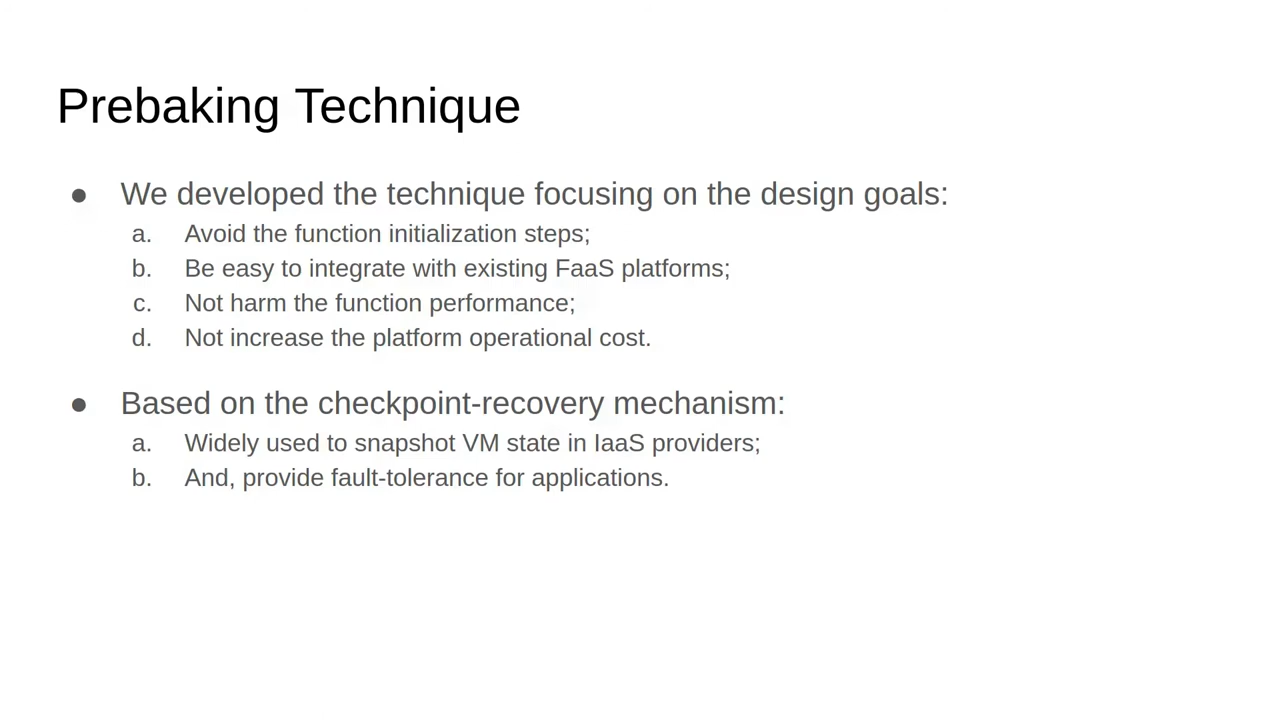 Prebaking Technique
● We developed the technique focusing on the design goals:
a. Avoid the function initialization steps;
b. Be easy to integrate with existing FaaS platforms;
c. Not harm the function performance;
d. Not increase the platform operational cost.
● Based on the checkpoint-recovery mechanism:
a. Widely used to snapshot VM state in IaaS providers;
b. And, provide fault-tolerance for applications.